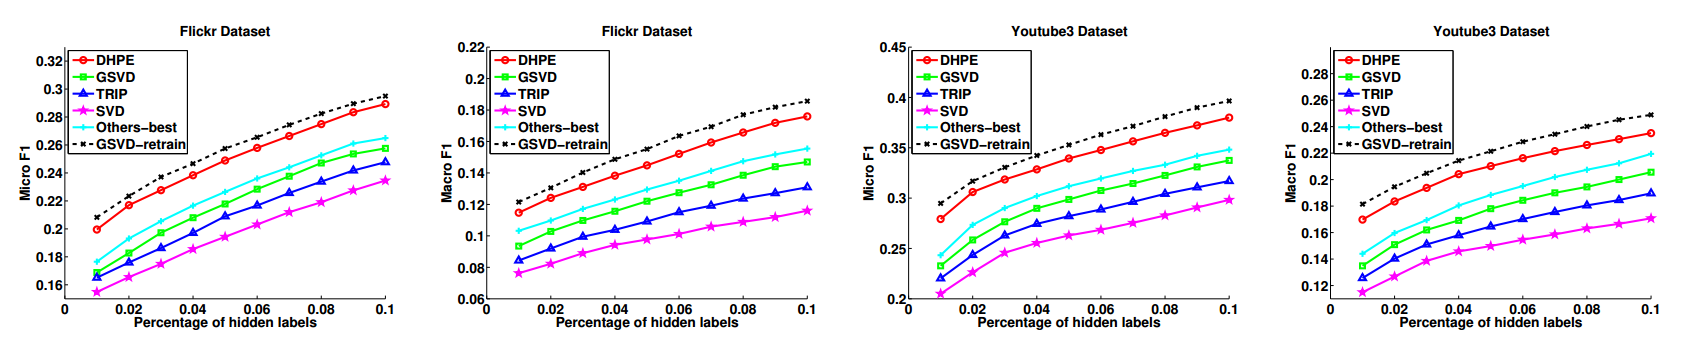 Flickr Dataset
Micro F1
0.32
0.3
0.28
0.26
0.24
0.22
0.2
0.18
0.16
DHPE
GSVD
TRIP
SVD
Others-best
GSVD-retrain
0 0.02 0.04 0.06 0.08 0.1
Percentage of hidden labels
Flickr Dataset
Macro F1
0.22
0.2
0.18
0.16
0.14
0.12
0.1
0.08
0.06
DHPE
GSVD
TRIP
SVD
Others-best
GSVD-retrain
0 0.02 0.04 0.06 0.08 0.1
Percentage of hidden labels
Youtube3 Dataset
Micro F1
0.45
0.4
0.35
0.3
0.25
0.2
DHPE
GSVD
TRIP
SVD
Others-best
GSVD-retrain
0 0.02 0.04 0.06 0.08 0.1
Percentage of hidden labels
Youtube3 Dataset
Macro F1
0.28
0.26
0.24
0.22
0.2
0.18
0.16
0.14
0.12
DHPE
GSVD
TRIP
SVD
Others-best
GSVD-retrain
0 0.02 0.04 0.06 0.08 0.1
Percentage of hidden labels